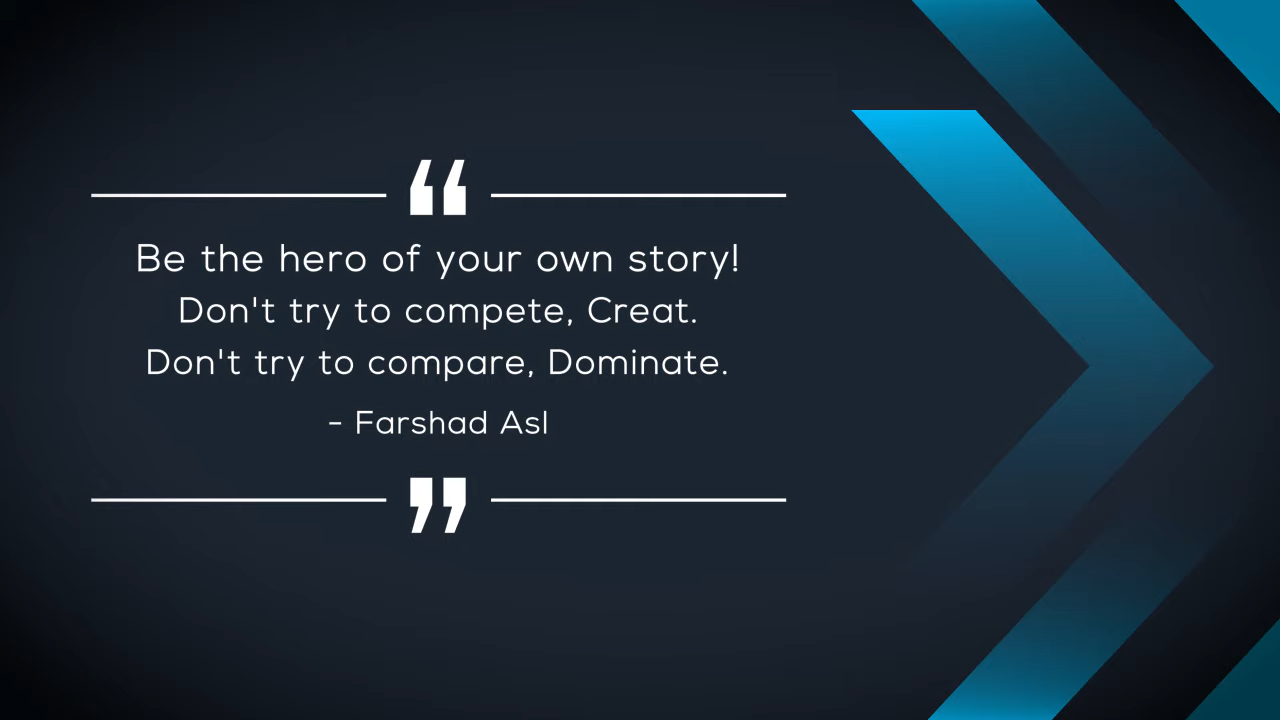 “
Be the hero of your own story!
Don't try to compete, Creat.
Don't try to compare, Dominate.
- Farshad Asl
”